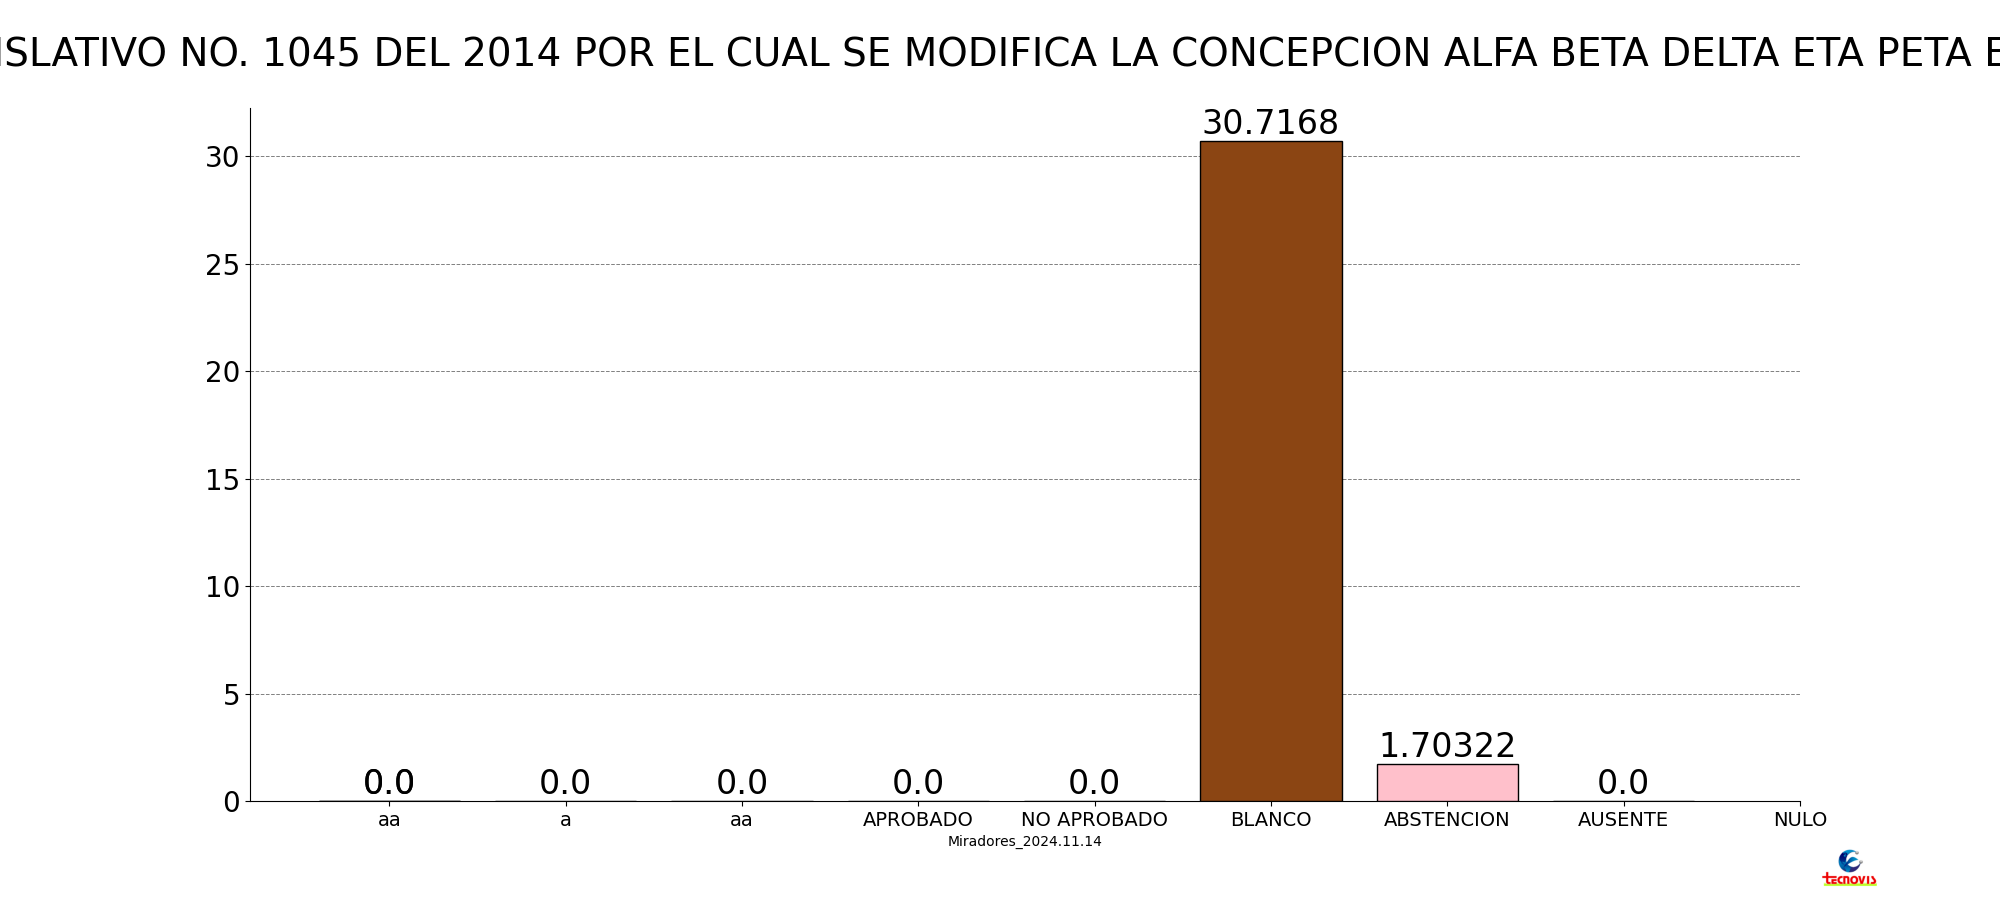 ISLATIVO NO. 1045 DEL 2014 POR EL CUAL SE MODIFICA LA CONCEPCION ALFA BETA DELTA ETA PETA E
30.7168
30
25
20
15
10
5
1.70322
0.0 0.0 0.0 0.0 0.0 0.0
0
aa a aa APROBADO NO APROBADO BLANCO ABSTENCION AUSENTE NULO
Miradores_2024.11.14
tecnovis